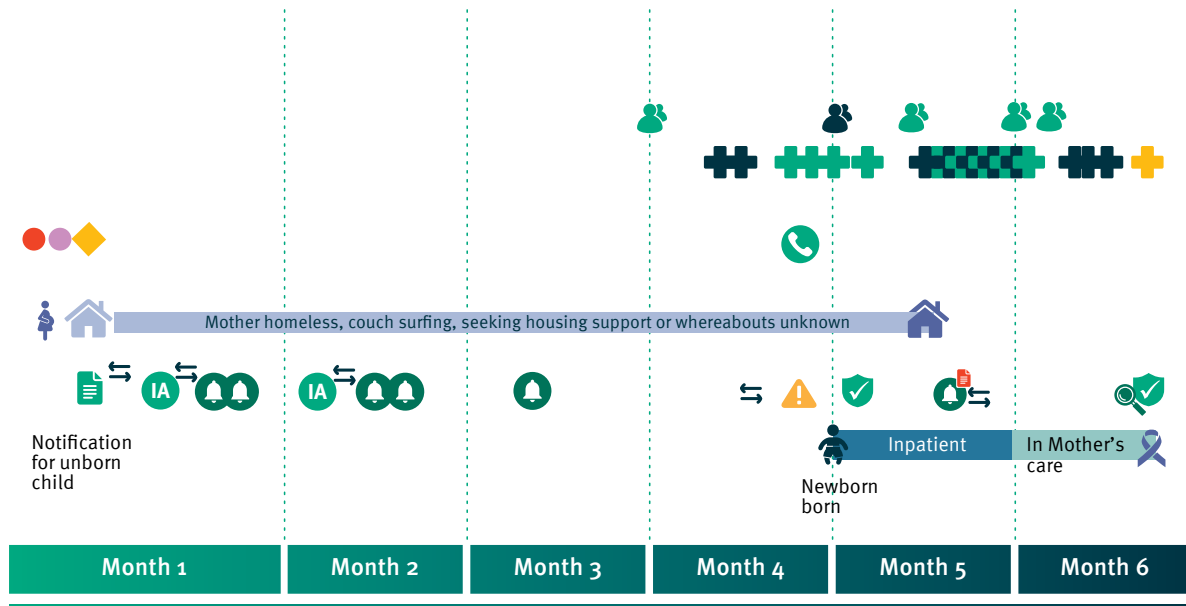 Mother homeless, couch surfing, seeking housing support or whereabouts unknown
IA
IA
Notification
for unborn
child
Inpatient
In Mother's
care
Newborn
born
Month 1
Month 2
Month 3
Month 4
Month 5
Month 6